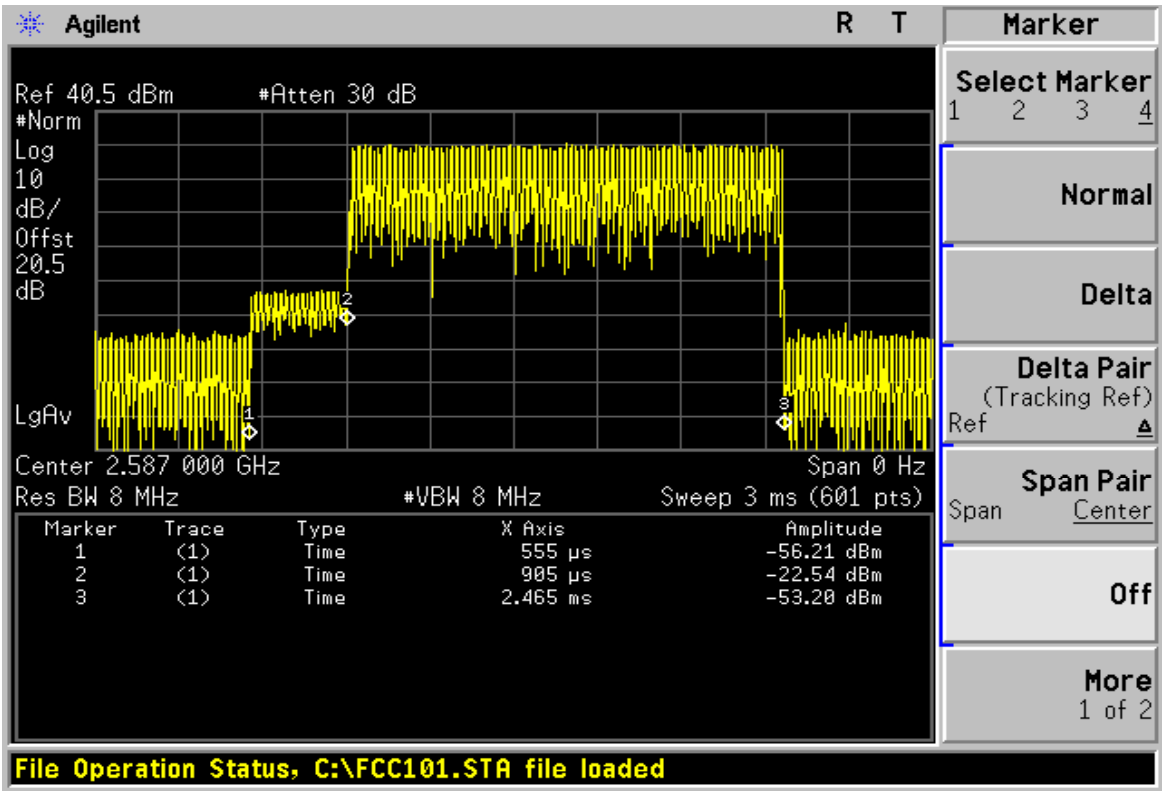 Agilent R T
Ref 40.5 dBm #Atten 30 dB
#Norm
Log
10
dB/
Offst
20.5
dB
LgAv
1
2
3
Center 2.587 000 GHz Span 0 Hz
Res BW 8 MHz #VBW 8 MHz Sweep 3 ms (601 pts)
Marker Trace Type X Axis Amplitude
1 (1) Time 555 µs -56.21 dBm
2 (1) Time 905 µs -22.54 dBm
3 (1) Time 2.465 ms -53.20 dBm
File Operation Status, C:\FCC101.STA file loaded
Marker
Select Marker
1 2 3 4
Normal
Delta
Delta Pair
(Tracking Ref)
Ref Δ
Span Pair
Span Center
Off
More
1 of 2